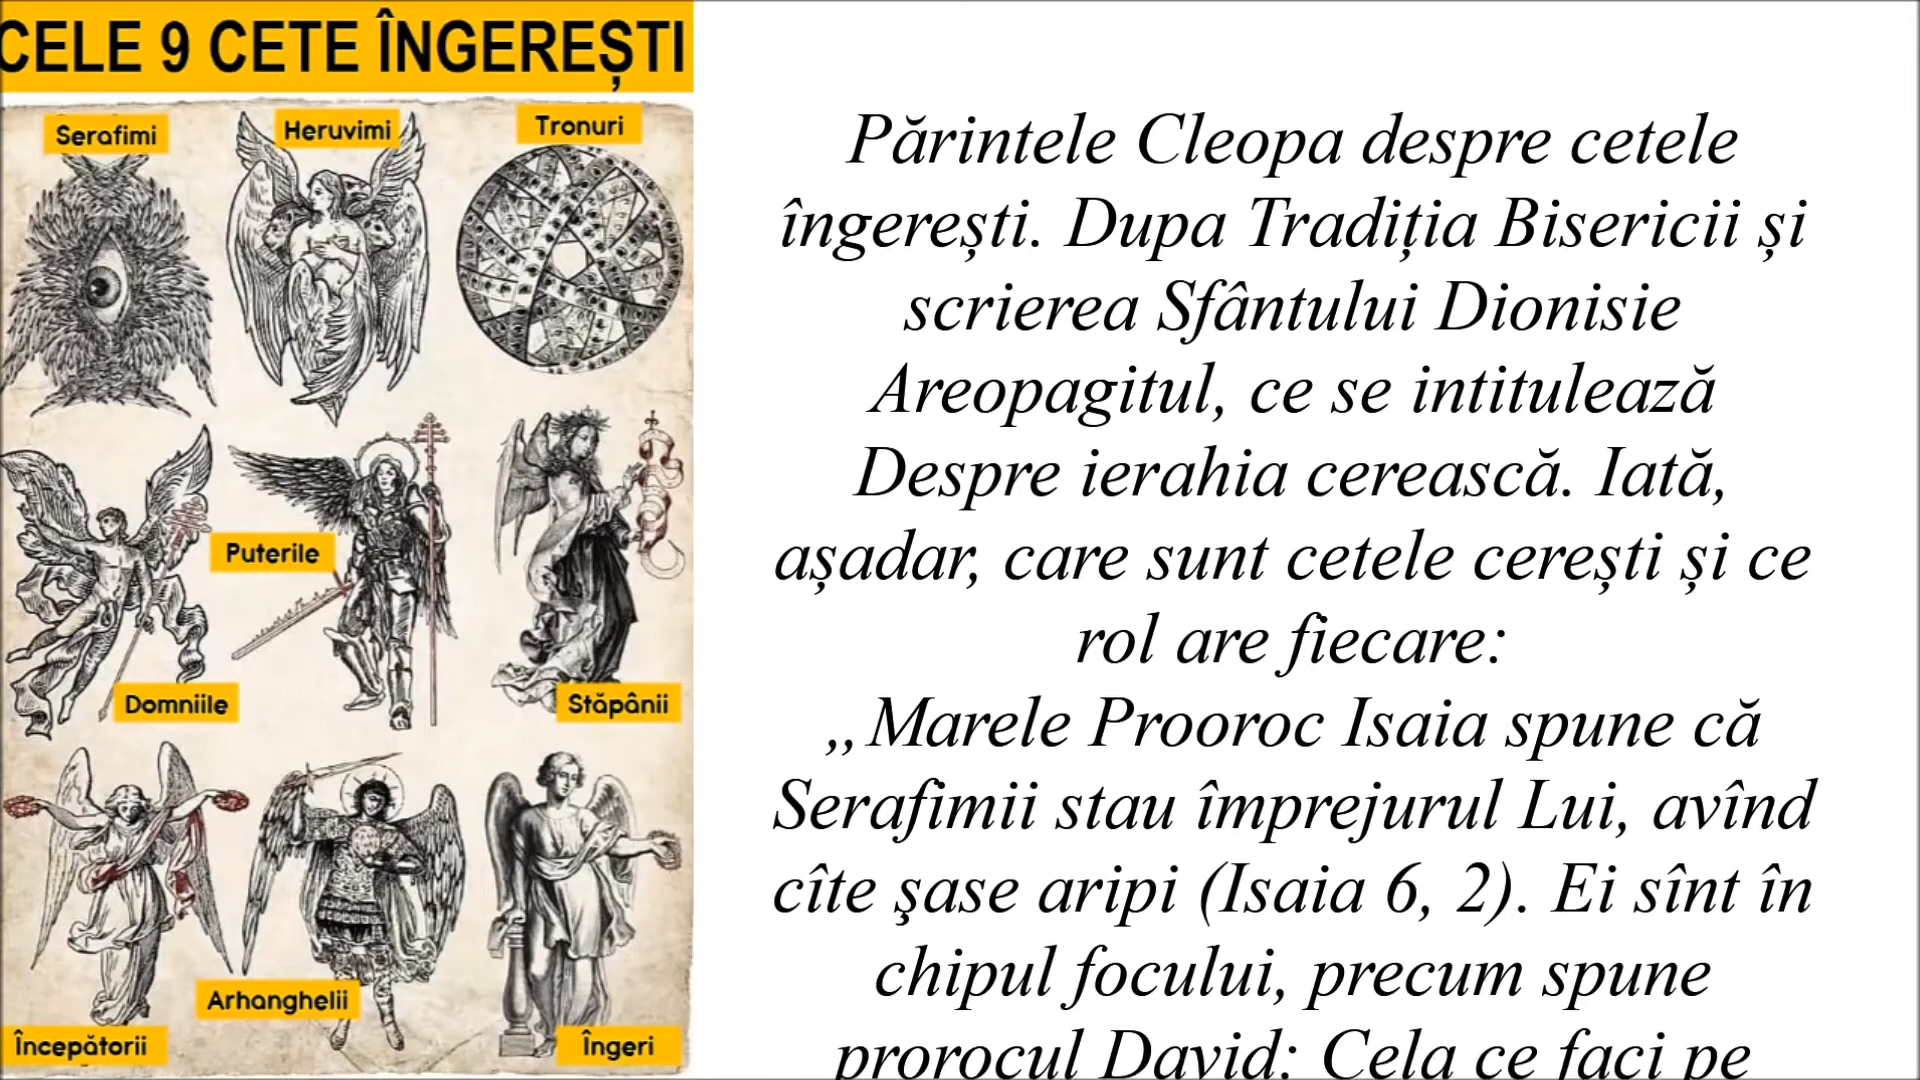 CELE 9 CETE ÎNGEREȘTI
Serafimi
Heruvimi
Tronuri
Puterile
Domniile
Stăpânii
Arhanghelii
Începătorii
Îngeri
Părintele Cleopa despre cetele
îngerești. Dupa Tradiția Bisericii și
scrierea Sfântului Dionisie
Areopagitul, ce se intitulează
Despre ierahia cerească. Iată,
așadar, care sunt cetele cerești și ce
rol are fiecare:
,,Marele Prooroc Isaia spune că
Serafimii stau împrejurul Lui, avînd
cîte şase aripi (Isaia 6, 2). Ei sînt în
chipul focului, precum spune
prorocul David: Cela ce faci pe